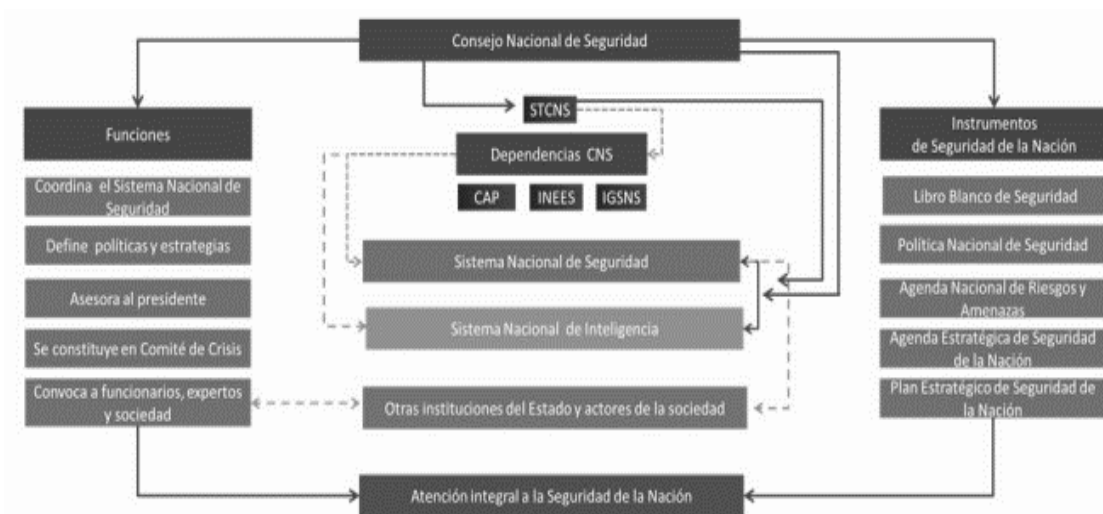 Consejo Nacional de Seguridad
Funciones
Coordina el Sistema Nacional de
Seguridad
Define políticas y estrategias
Asesora al presidente
Se constituye en Comité de Crisis
Convoca a funcionarios, expertos
y sociedad
STCNS
Dependencias CNS
CAP
INEES
IGSNS
Sistema Nacional de Seguridad
Sistema Nacional de Inteligencia
Otras instituciones del Estado y actores de la sociedad
Instrumentos
de Seguridad de la Nación
Libro Blanco de Seguridad
Política Nacional de Seguridad
Agenda Nacional de Riesgos y
Amenazas
Agenda Estratégica de Seguridad
de la Nación
Plan Estratégico de Seguridad de
la Nación
Atención integral a la Seguridad de la Nación